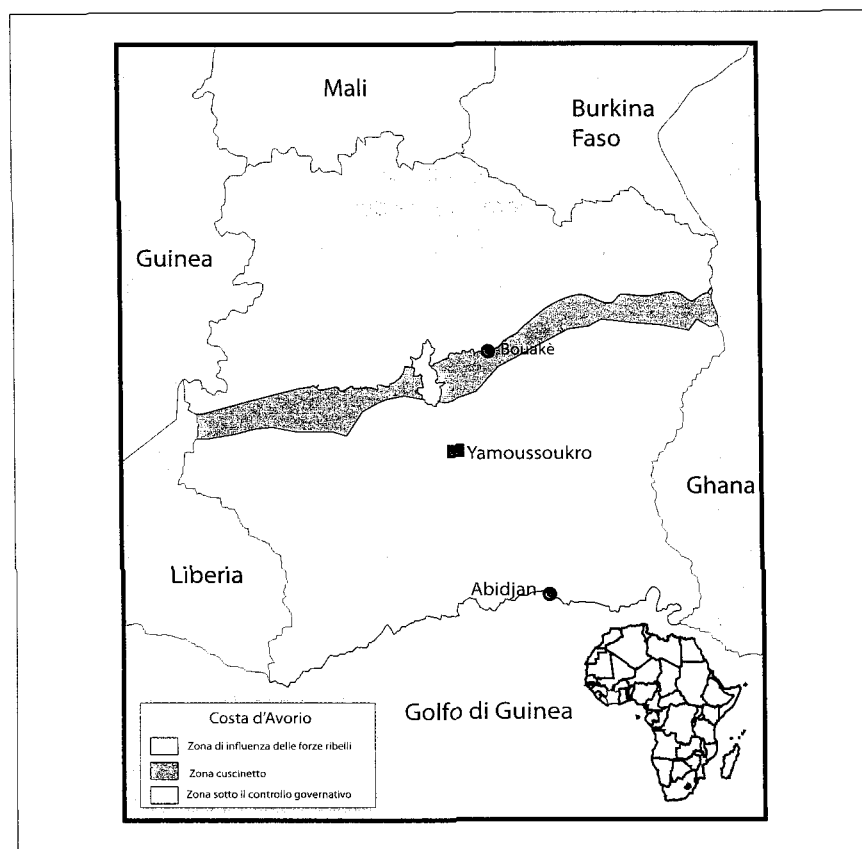 Mali
Burkina
Faso
Guinea
Bouakè
Yamoussoukro
Ghana
Liberia
Abidjan
Golfo di Guinea
Costa d'Avorio
Zona di influenza delle forze ribelli
Zona cuscinetto
Zona sotto il controllo governativo